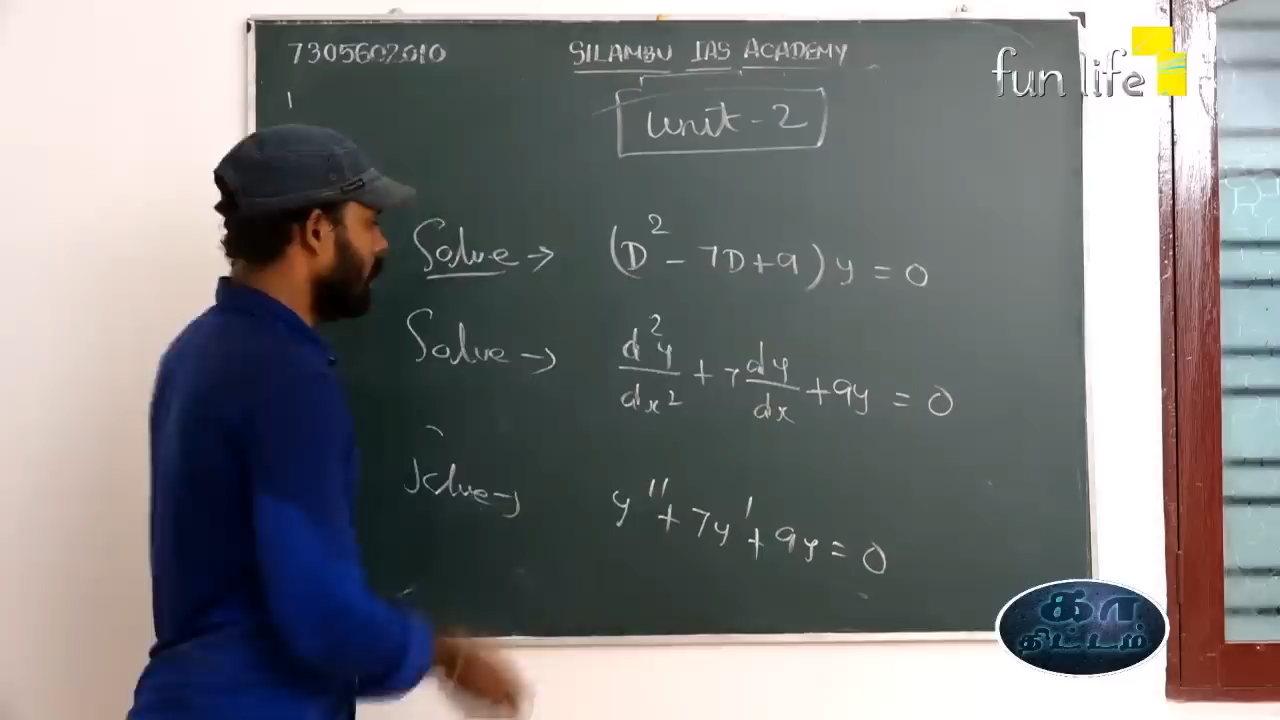 7305602010
SILAMBU IAS ACADEMY
fun life
Unit - 2
Solve → (D² - 7D + 9) y = 0
Solve → d²y/dx² + 7 dy/dx + 9y = 0
Solve → y'' + 7y' + 9y = 0
கா
திட்டம்